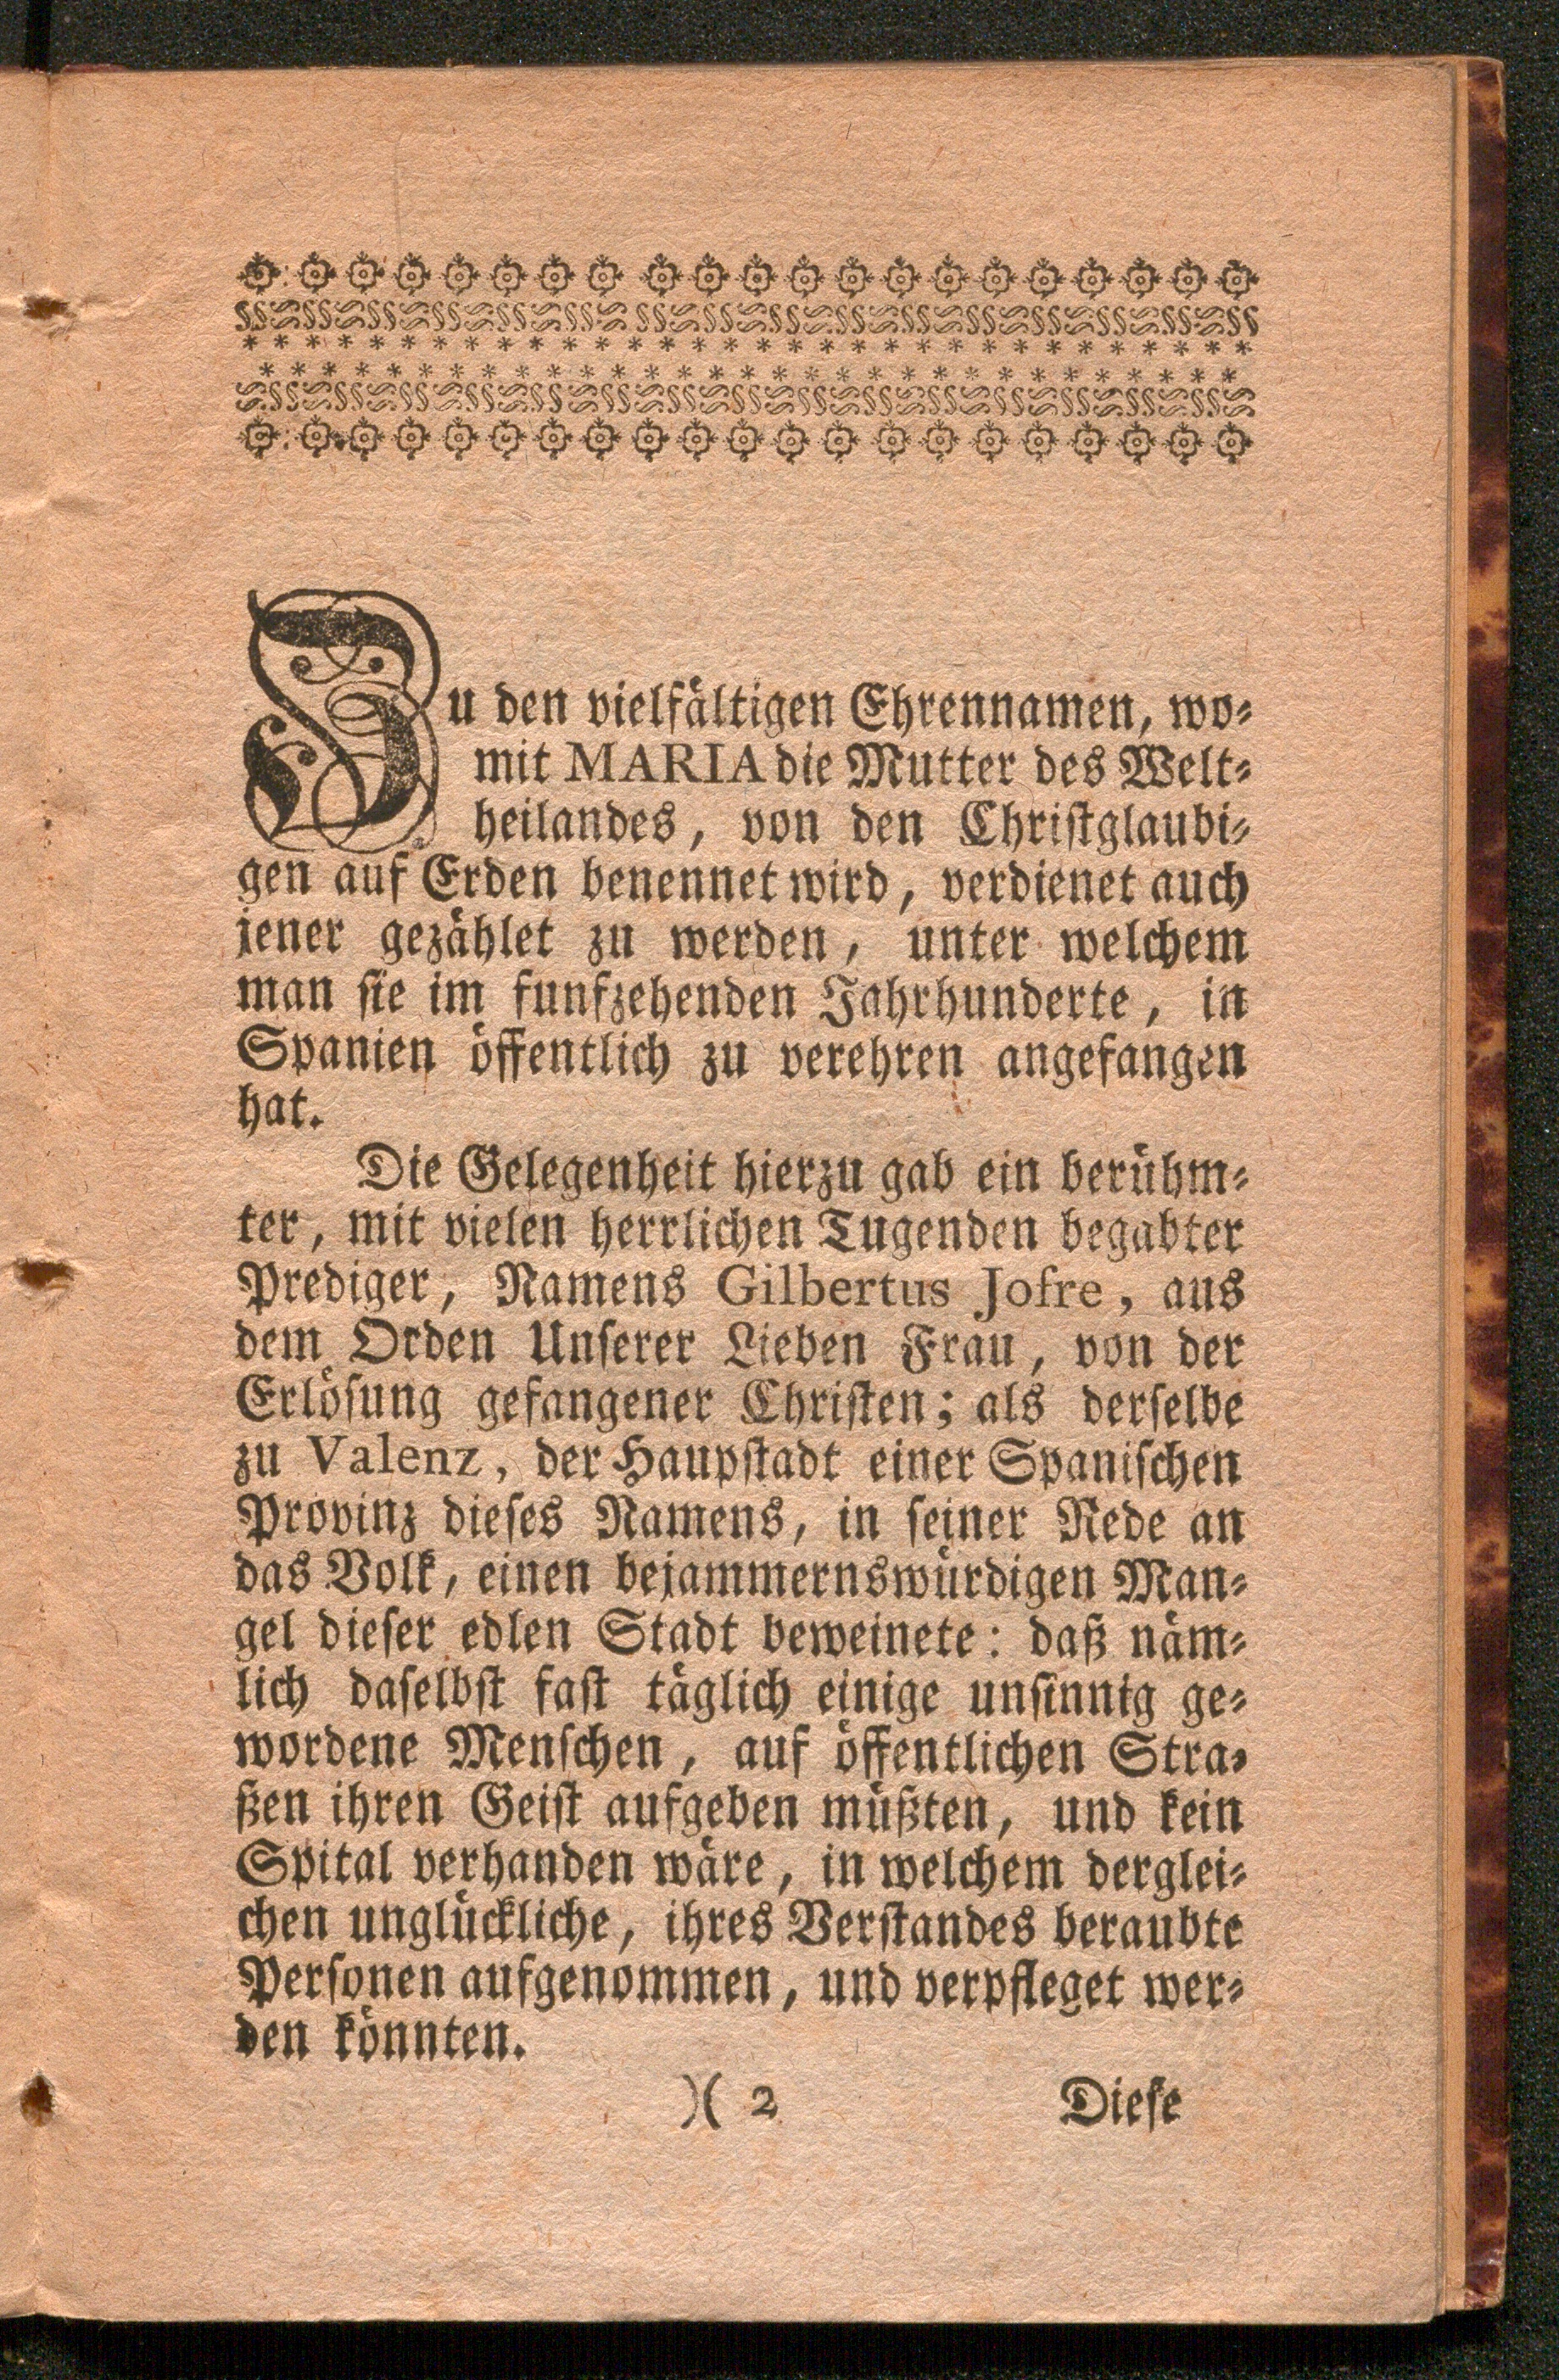 Zu den vielfältigen Ehrennamen, wo⸗
mit MARIA die Mutter des Welt⸗
heilandes, von den Chriſtglaubi⸗
gen auf Erden benennet wird, verdienet auch
jener gezählet zu werden, unter welchem
man ſie im funfzehenden Jahrhunderte, in
Spanien öffentlich zu verehren angefangen
hat.
Die Gelegenheit hierzu gab ein berühm⸗
ter, mit vielen herrlichen Tugenden begabter
Prediger, Namens Gilbertus Jofre, aus
dem Orden Unſerer Lieben Frau, von der
Erlöſung gefangener Chriſten; als derſelbe
zu Valenz, der Haupſtadt einer Spaniſchen
Provinz dieſes Namens, in ſeiner Rede an
das Volk, einen bejammernswürdigen Man⸗
gel dieſer edlen Stadt beweinete: daß näm⸗
lich daſelbſt faſt täglich einige unſinnig ge⸗
wordene Menſchen, auf öffentlichen Stra⸗
ßen ihren Geiſt aufgeben müßten, und kein
Spital verhanden wäre, in welchem derglei⸗
chen unglückliche, ihres Verſtandes beraubte
Perſonen aufgenommen, und verpfleget wer⸗
den könnten.
)( 2 Dieſe